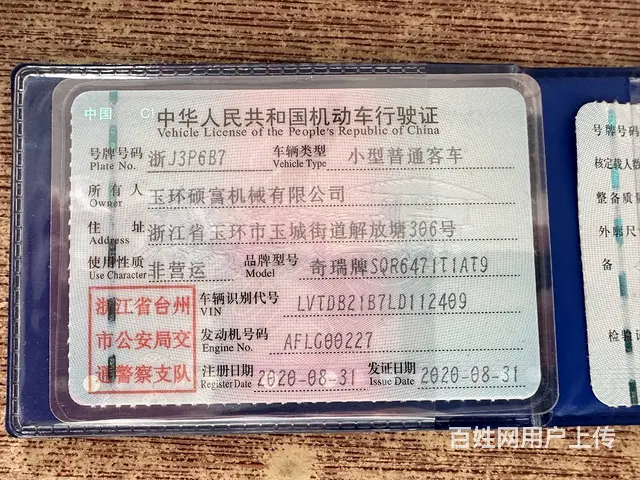 中国 CI
中华人民共和国机动车行驶证
Vehicle License of the People's Republic of China
号牌号码 浙J3P6B7 车辆类型 小型普通客车
Plate No. Vehicle Type
所有人 玉环硕富机械有限公司
Owner
住址 浙江省玉环市玉城街道解放塘306号
Address
使用性质 非营运 品牌型号 奇瑞牌SQR6471T1AT9
Use Character Model
浙江省台州
市公安局交
通警察支队
车辆识别代号 LVTDB21B7LD112409
VIN
发动机号码 AFLG00227
Engine No.
注册日期 2020-08-31 发证日期 2020-08-31
Register Date Issue Date
号牌号码
核定载人数
整备质量
外廓尺
备
检验记
百姓网用户上传